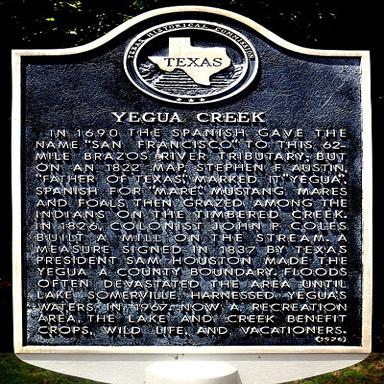 TEXAS HISTORICAL COMMISSION
TEXAS
YEGUA CREEK
IN 1690 THE SPANISH GAVE THE
NAME "SAN FRANCISCO" TO THIS 62-
MILE BRAZOS RIVER TRIBUTARY, BUT
ON AN 1822 MAP STEPHEN F. AUSTIN,
"FATHER OF TEXAS," MARKED IT "YEGUA",
SPANISH FOR "MARE." MUSTANG MARES
AND FOALS THEN GRAZED AMONG THE
INDIANS ON THE TIMBERED CREEK.
IN 1826, COLONIST JOHN P. COLES
BUILT A MILL ON THE STREAM. A
MEASURE SIGNED IN 1837 BY TEXAS
PRESIDENT SAM HOUSTON MADE THE
YEGUA A COUNTY BOUNDARY. FLOODS
OFTEN DEVASTATED THE AREA UNTIL
LAKE SOMERVILLE HARNESSED YEGUA'S
WATERS IN 1967. NOW A RECREATION
AREA, THE LAKE AND CREEK BENEFIT
CROPS, WILD LIFE, AND VACATIONERS.
(1976)